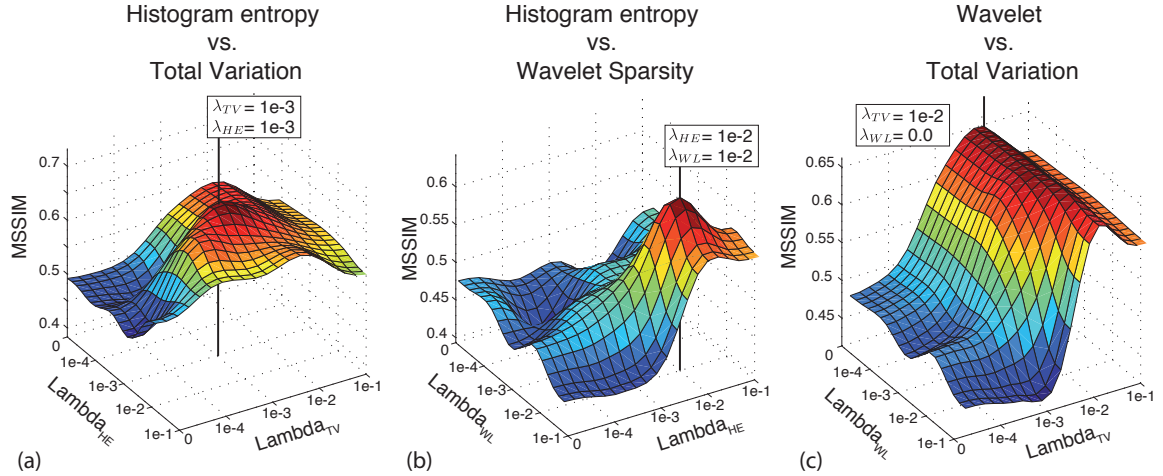 Histogram entropy
vs.
Total Variation
λTV = 1e-3
λHE = 1e-3
0.7
0.6
0.5
0.4
MSSIM
0
1e-4
1e-3
1e-2
1e-1
LambdaHE
0
1e-4
1e-3
1e-2
1e-1
LambdaTV
(a)
Histogram entropy
vs.
Wavelet Sparsity
λHE = 1e-2
λWL = 1e-2
0.6
0.55
0.5
0.45
0.4
MSSIM
0
1e-4
1e-3
1e-2
1e-1
LambdaWL
0
1e-4
1e-3
1e-2
1e-1
LambdaHE
(b)
Wavelet
vs.
Total Variation
λTV = 1e-2
λWL = 0.0
0.65
0.6
0.55
0.5
0.45
MSSIM
0
1e-4
1e-3
1e-2
1e-1
LambdaWL
0
1e-4
1e-3
1e-2
1e-1
LambdaTV
(c)